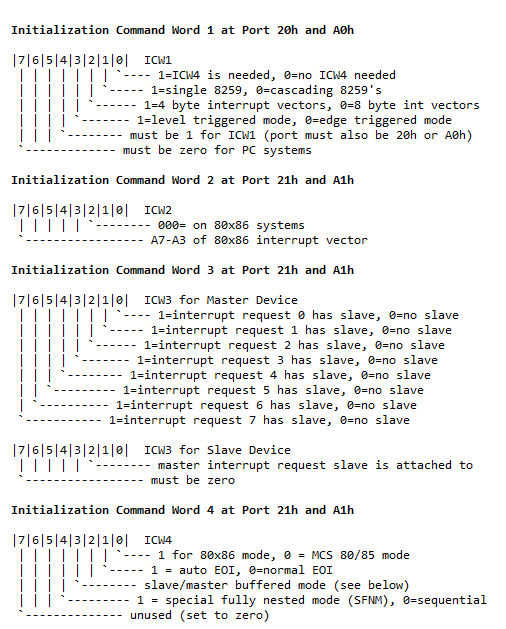 Initialization Command Word 1 at Port 20h and A0h
|7|6|5|4|3|2|1|0|  ICW1
 | | | | | | | `---- 1=ICW4 is needed, 0=no ICW4 needed
 | | | | | | `----- 1=single 8259, 0=cascading 8259's
 | | | | | `------ 1=4 byte interrupt vectors, 0=8 byte int vectors
 | | | | `------- 1=level triggered mode, 0=edge triggered mode
 | | | `-------- must be 1 for ICW1 (port must also be 20h or A0h)
 `------------- must be zero for PC systems
Initialization Command Word 2 at Port 21h and A1h
|7|6|5|4|3|2|1|0|  ICW2
 | | | | | `-------- 000= on 80x86 systems
 `----------------- A7-A3 of 80x86 interrupt vector
Initialization Command Word 3 at Port 21h and A1h
|7|6|5|4|3|2|1|0|  ICW3 for Master Device
 | | | | | | | `---- 1=interrupt request 0 has slave, 0=no slave
 | | | | | | `----- 1=interrupt request 1 has slave, 0=no slave
 | | | | | `------ 1=interrupt request 2 has slave, 0=no slave
 | | | | `------- 1=interrupt request 3 has slave, 0=no slave
 | | | `-------- 1=interrupt request 4 has slave, 0=no slave
 | | `--------- 1=interrupt request 5 has slave, 0=no slave
 | `---------- 1=interrupt request 6 has slave, 0=no slave
 `----------- 1=interrupt request 7 has slave, 0=no slave
|7|6|5|4|3|2|1|0|  ICW3 for Slave Device
 | | | | | `-------- master interrupt request slave is attached to
 `----------------- must be zero
Initialization Command Word 4 at Port 21h and A1h
|7|6|5|4|3|2|1|0|  ICW4
 | | | | | | | `---- 1 for 80x86 mode, 0 = MCS 80/85 mode
 | | | | | | `----- 1 = auto EOI, 0=normal EOI
 | | | | `-------- slave/master buffered mode (see below)
 | | | `--------- 1 = special fully nested mode (SFNM), 0=sequential
 `-------------- unused (set to zero)